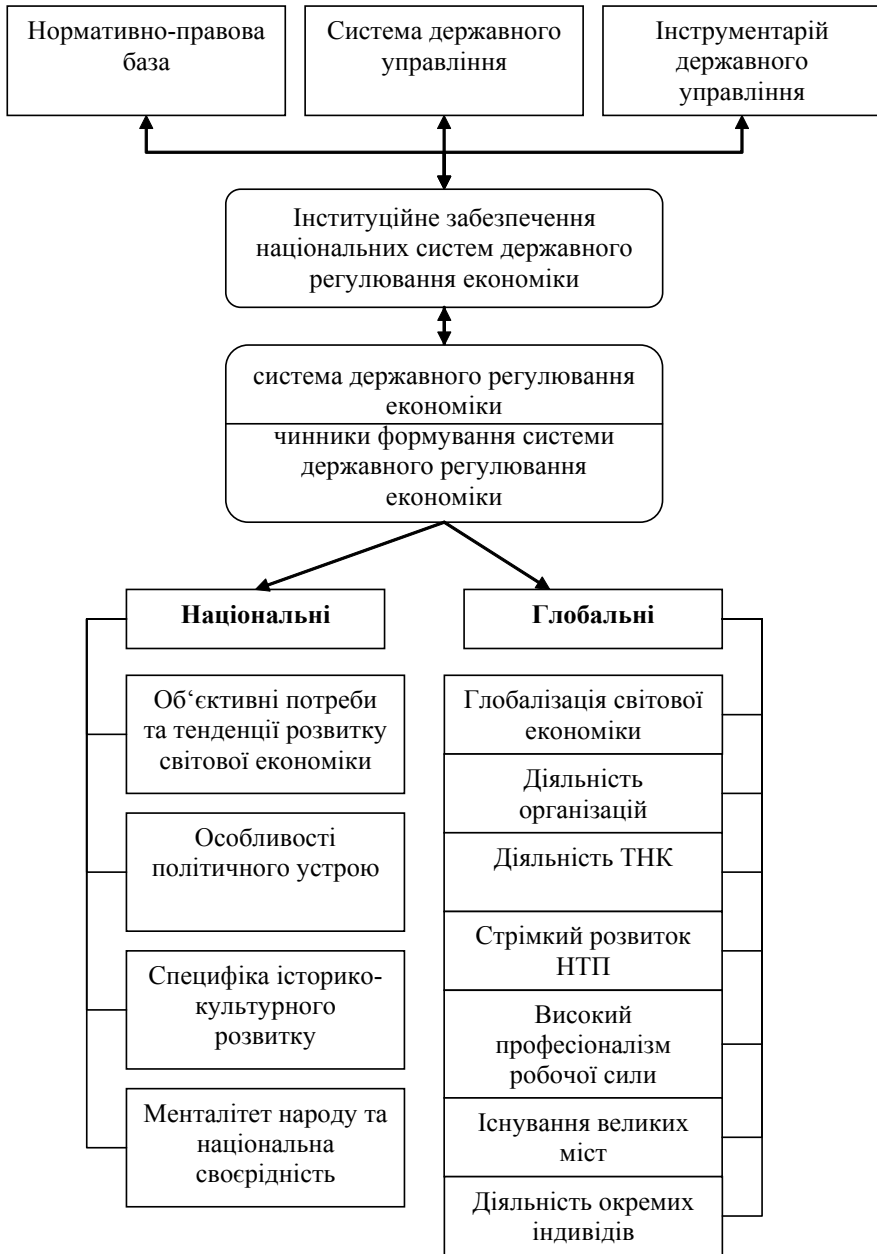 Нормативно-правова
база
Система державного
управління
Інструментарій
державного
управління
Інституційне забезпечення
національних систем державного
регулювання економіки
система державного регулювання
економіки
чинники формування системи
державного регулювання
економіки
Національні
Глобальні
Об‘єктивні потреби
та тенденції розвитку
світової економіки
Особливості
політичного устрою
Специфіка історико-
культурного
розвитку
Менталітет народу та
національна
своєрідність
Глобалізація світової
економіки
Діяльність
організацій
Діяльність ТНК
Стрімкий розвиток
НТП
Високий
професіоналізм
робочої сили
Існування великих
міст
Діяльність окремих
індивідів